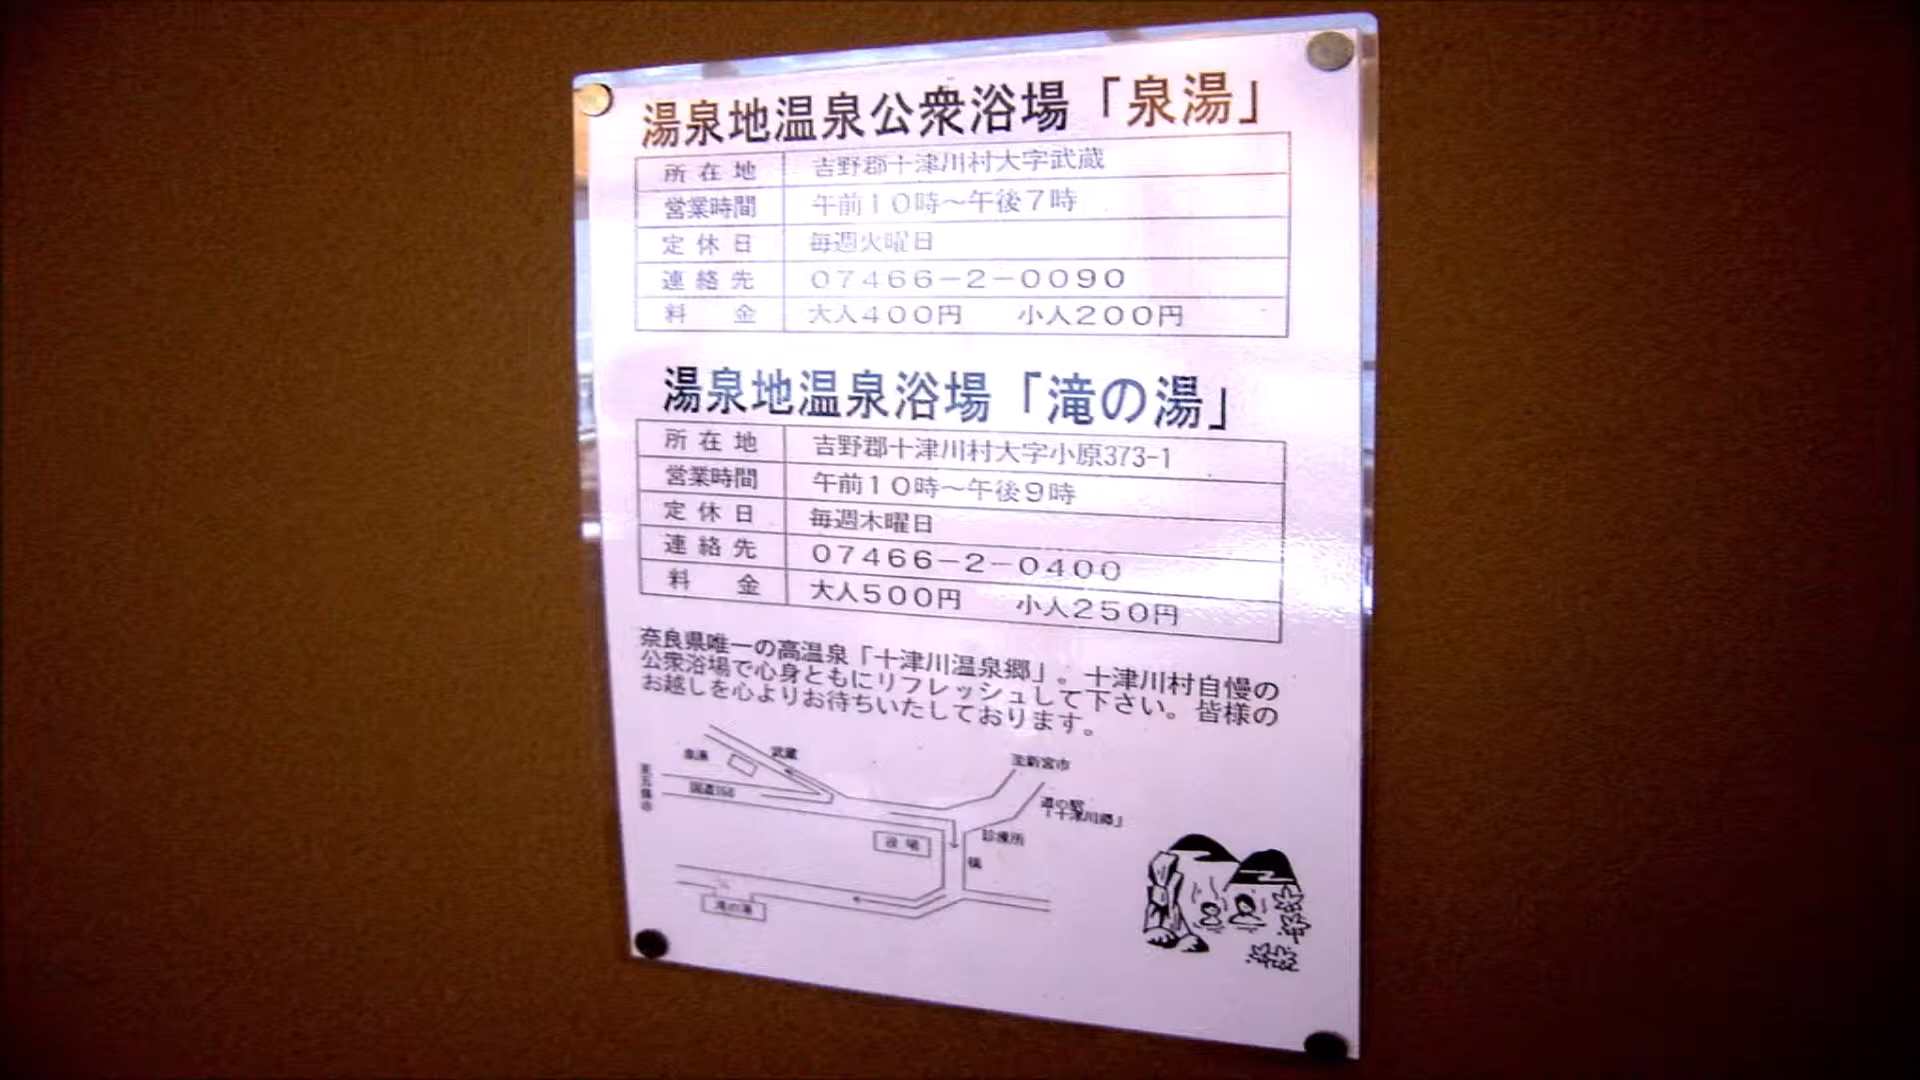 湯泉地温泉公衆浴場「泉湯」
所在地 吉野郡十津川村大字武蔵
営業時間 午前10時～午後7時
定休日 毎週火曜日
連絡先 07466-2-0090
料金 大人400円 小人200円
湯泉地温泉浴場「滝の湯」
所在地 吉野郡十津川村大字小原373-1
営業時間 午前10時～午後9時
定休日 毎週木曜日
連絡先 07466-2-0400
料金 大人500円 小人250円
奈良県唯一の高温泉「十津川温泉郷」。十津川村自慢の
公衆浴場で心身ともにリフレッシュして下さい。皆様の
お越しを心よりお待ちいたしております。
泉湯
武蔵
至新宮市
国道168
道の駅
「十津川郷」
役場
診療所
橋
滝の湯